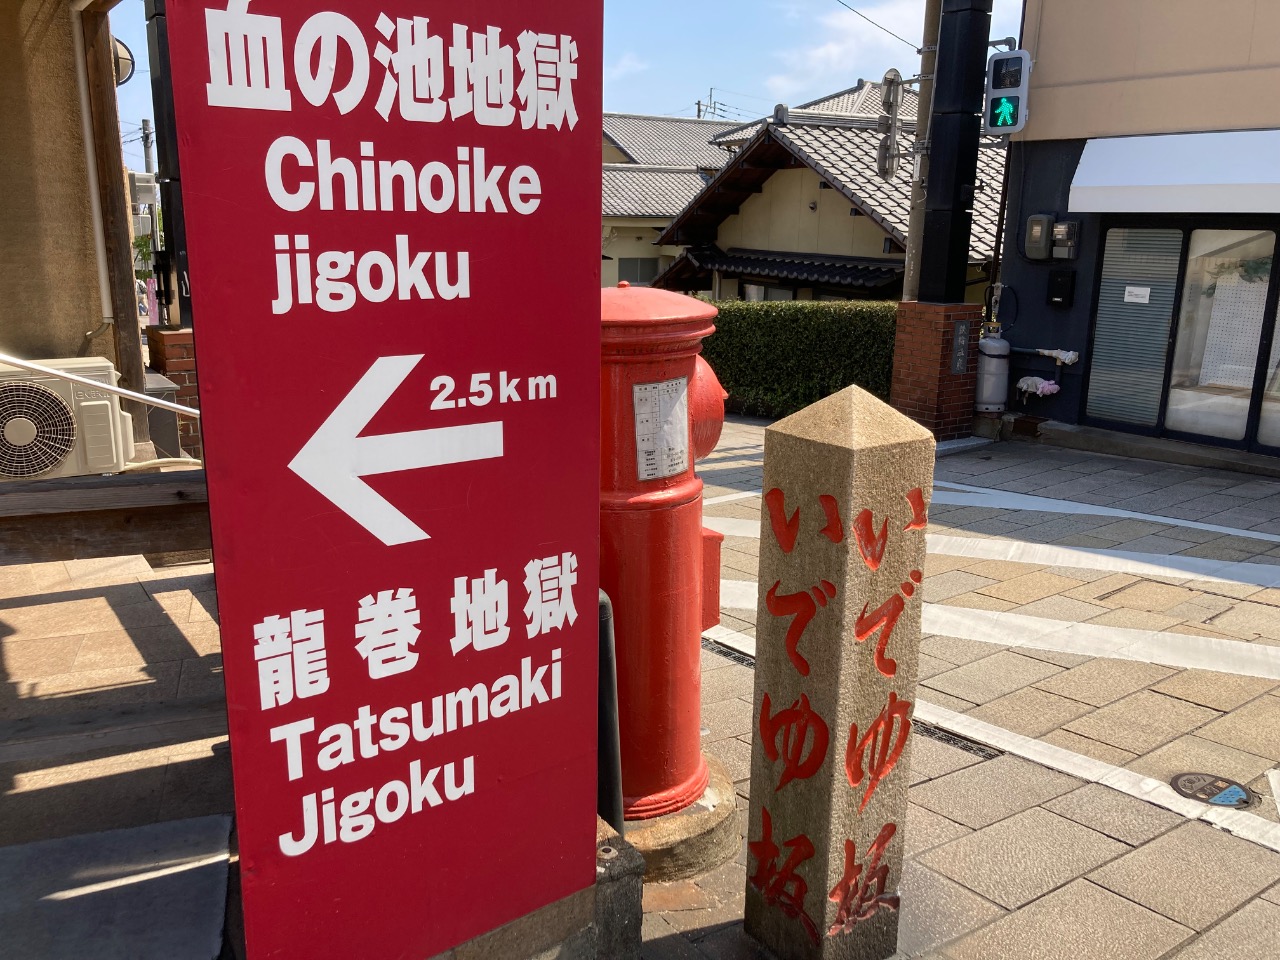 血の池地獄
Chinoike
jigoku
2.5km
龍巻地獄
Tatsumaki
Jigoku
いでゆ坂
いでゆ坂